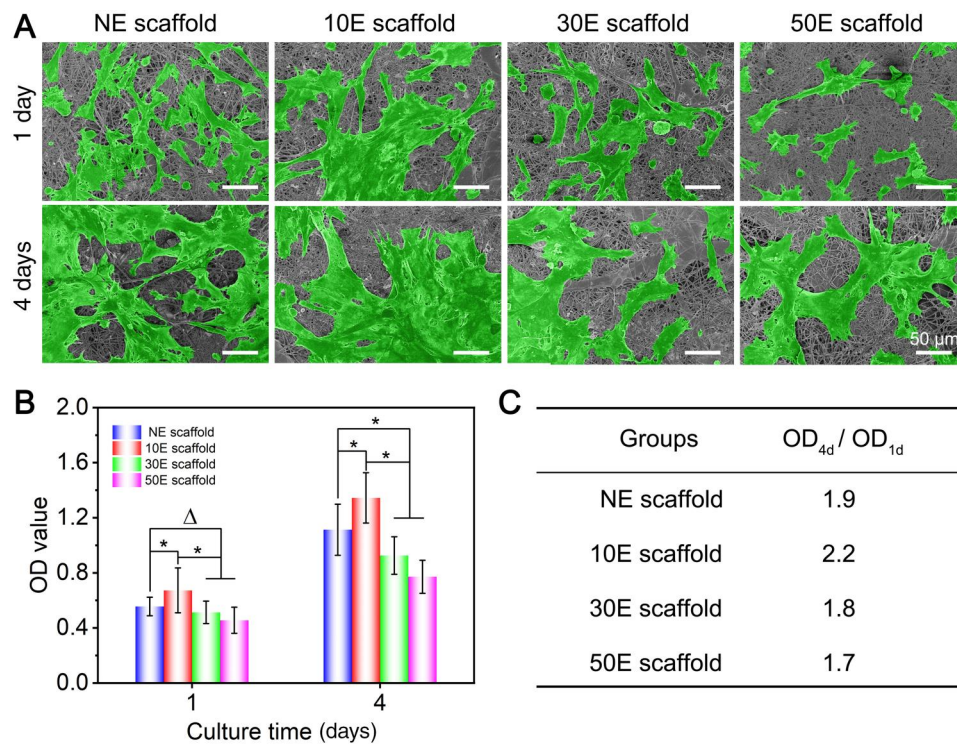 A
NE scaffold
10E scaffold
30E scaffold
50E scaffold
1 day
4 days
50 μm
B
2.0
1.6
1.2
0.8
0.4
0.0
OD value
NE scaffold
10E scaffold
30E scaffold
50E scaffold
Δ
*
*
*
*
*
1
4
Culture time (days)
C
Groups OD4d / OD1d
NE scaffold 1.9
10E scaffold 2.2
30E scaffold 1.8
50E scaffold 1.7